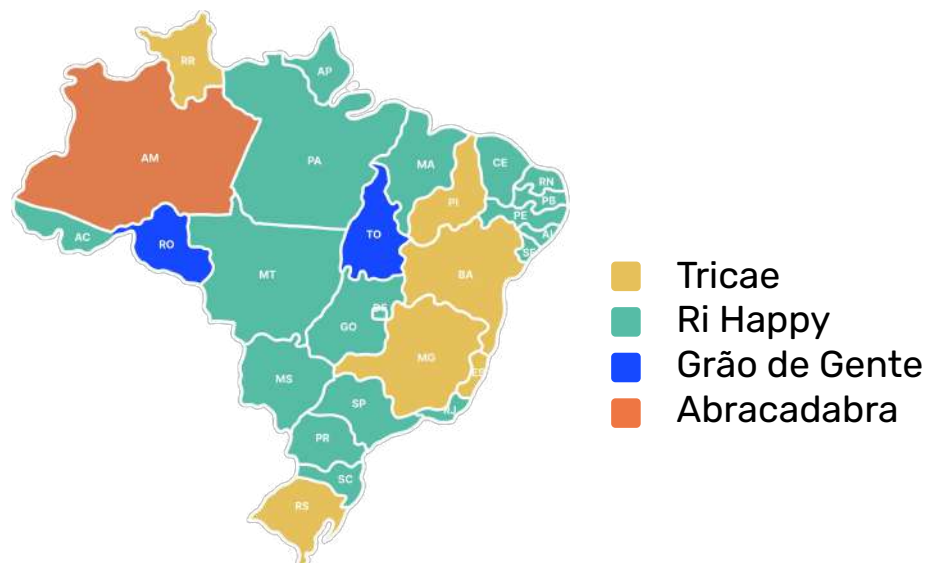 RR
AP
AM
PA
MA
CE
RN
PB
PI
PE
AL
SE
AC
RO
TO
MT
BA
DF
GO
MG
ES
MS
SP
RJ
PR
SC
RS
Tricae
Ri Happy
Grão de Gente
Abracadabra